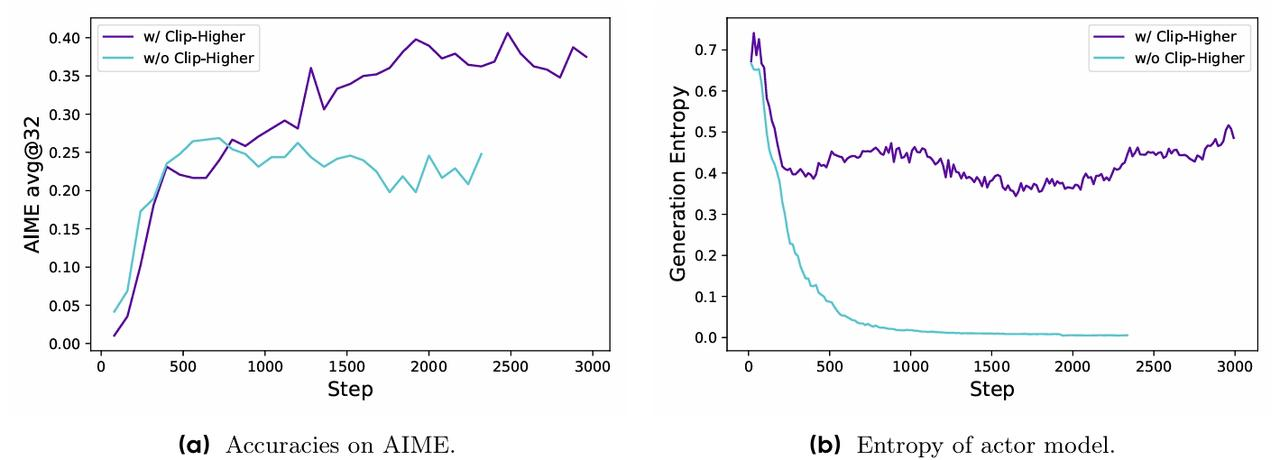 w/ Clip-Higher
w/o Clip-Higher
AIME avg@32
0.40
0.35
0.30
0.25
0.20
0.15
0.10
0.05
0.00
0 500 1000 1500 2000 2500 3000
Step
(a) Accuracies on AIME.
w/ Clip-Higher
w/o Clip-Higher
Generation Entropy
0.7
0.6
0.5
0.4
0.3
0.2
0.1
0.0
0 500 1000 1500 2000 2500 3000
Step
(b) Entropy of actor model.